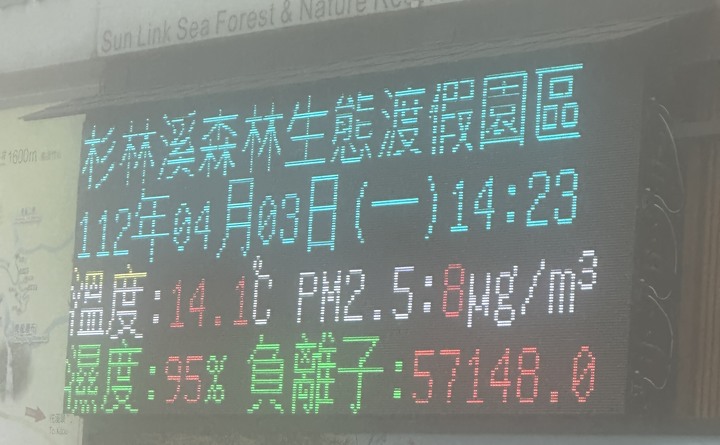 Sun Link Sea Forest & Nature
1600m
杉林溪森林生態渡假園區
112年04月03日(一)14:23
溫度:14.1℃ PM2.5:8μg/m³
濕度:95% 負離子:57148.0